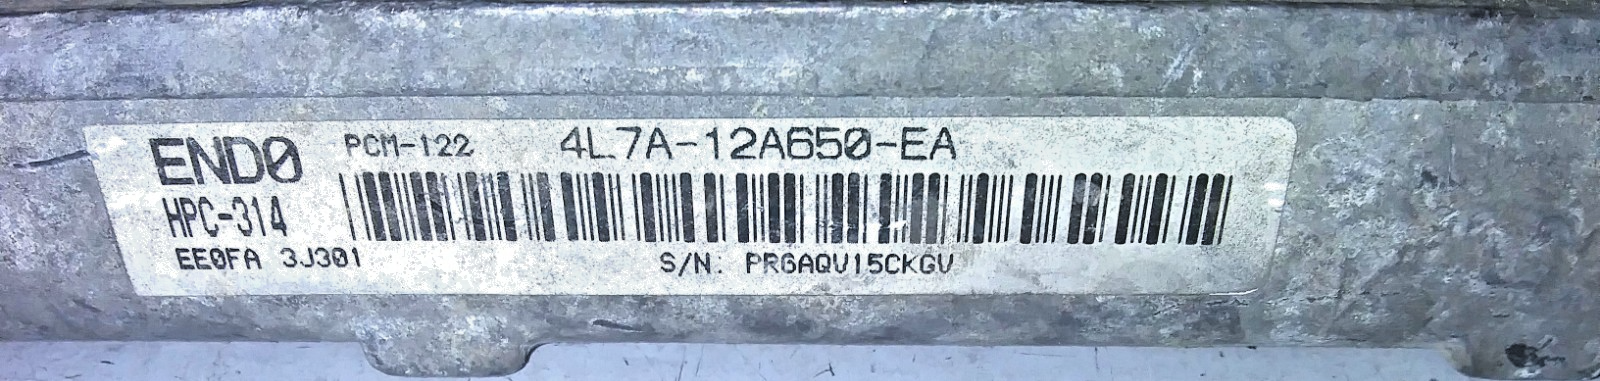 END0 PCM-122 4L7A-12A650-EA
HPC-314
EE0FA 3J301 S/N: PR6AQV15CKGV